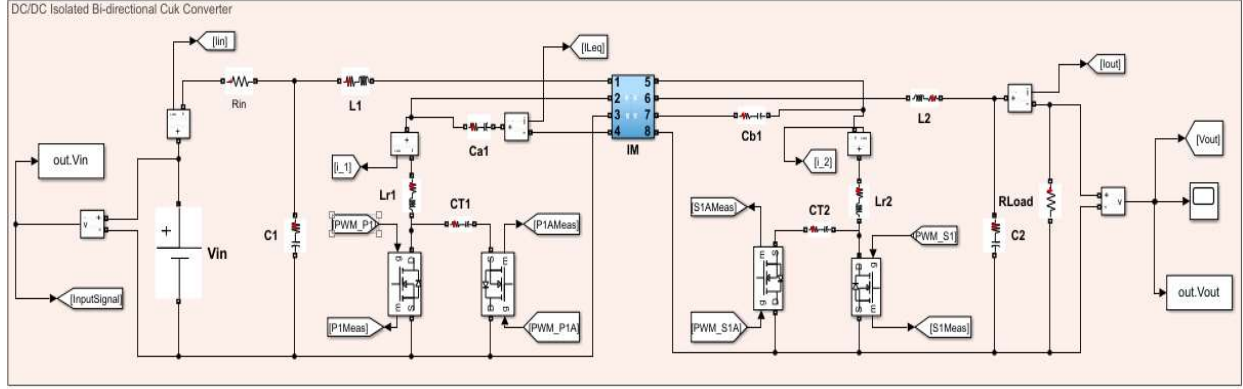 DC/DC Isolated Bi-directional Cuk Converter
[Iin]
[ILeq]
[Iout]
Rin
L1
1
2
3
4
5
6
7
8
IM
L2
Ca1
Cb1
[Vout]
out.Vin
[i_1]
[i_2]
Lr1
Lr2
CT1
CT2
RLoad
[PWM_P1]
[P1AMeas]
[S1AMeas]
[PWM_S1]
Vin
C1
C2
[InputSignal]
[P1Meas]
[PWM_P1A]
[PWM_S1A]
[S1Meas]
out.Vout